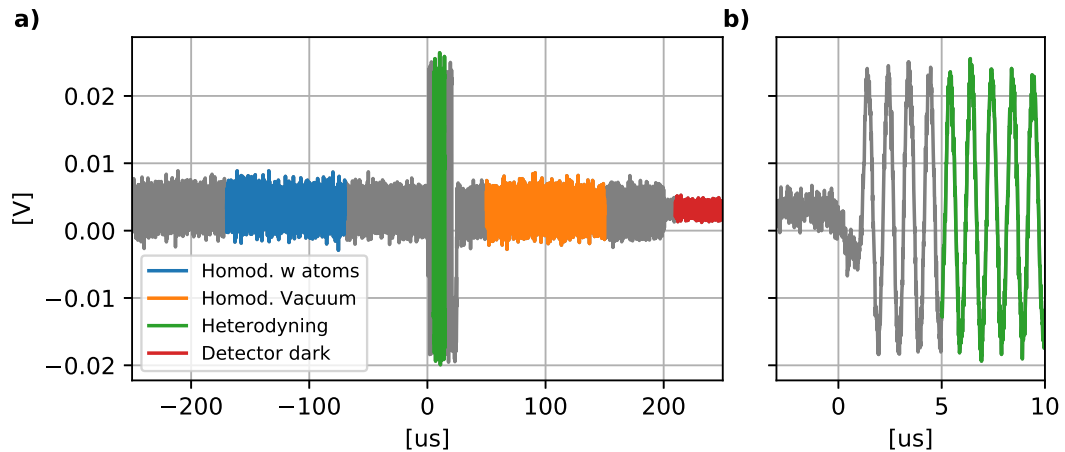 a)
b)
[V]
0.02
0.01
0.00
−0.01
−0.02
Homod. w atoms
Homod. Vacuum
Heterodyning
Detector dark
−200 −100 0 100 200
[us]
0 5 10
[us]